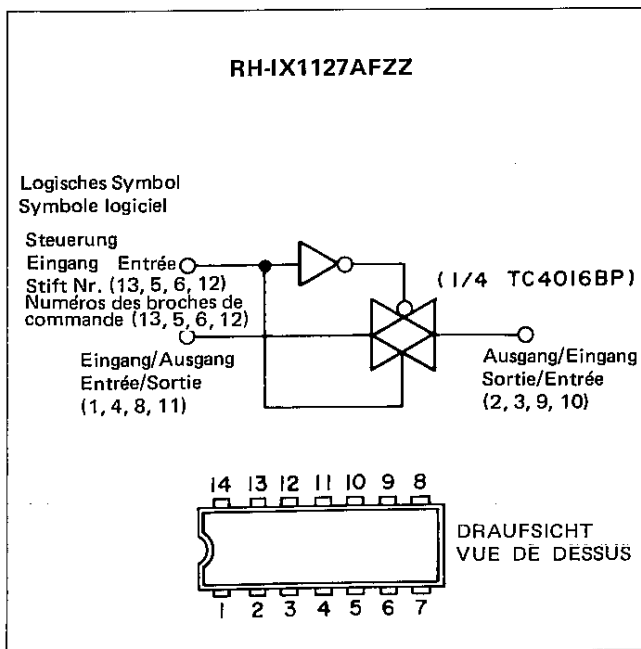 RH-IX1127AFZZ
Logisches Symbol
Symbole logiciel
Steuerung
Eingang Entrée
Stift Nr. (13, 5, 6, 12)
Numéros des broches de
commande (13, 5, 6, 12)
(1/4 TC4016BP)
Eingang/Ausgang
Entrée/Sortie
(1, 4, 8, 11)
Ausgang/Eingang
Sortie/Entrée
(2, 3, 9, 10)
14 13 12 11 10 9 8
DRAUFSICHT
VUE DE DESSUS
1 2 3 4 5 6 7